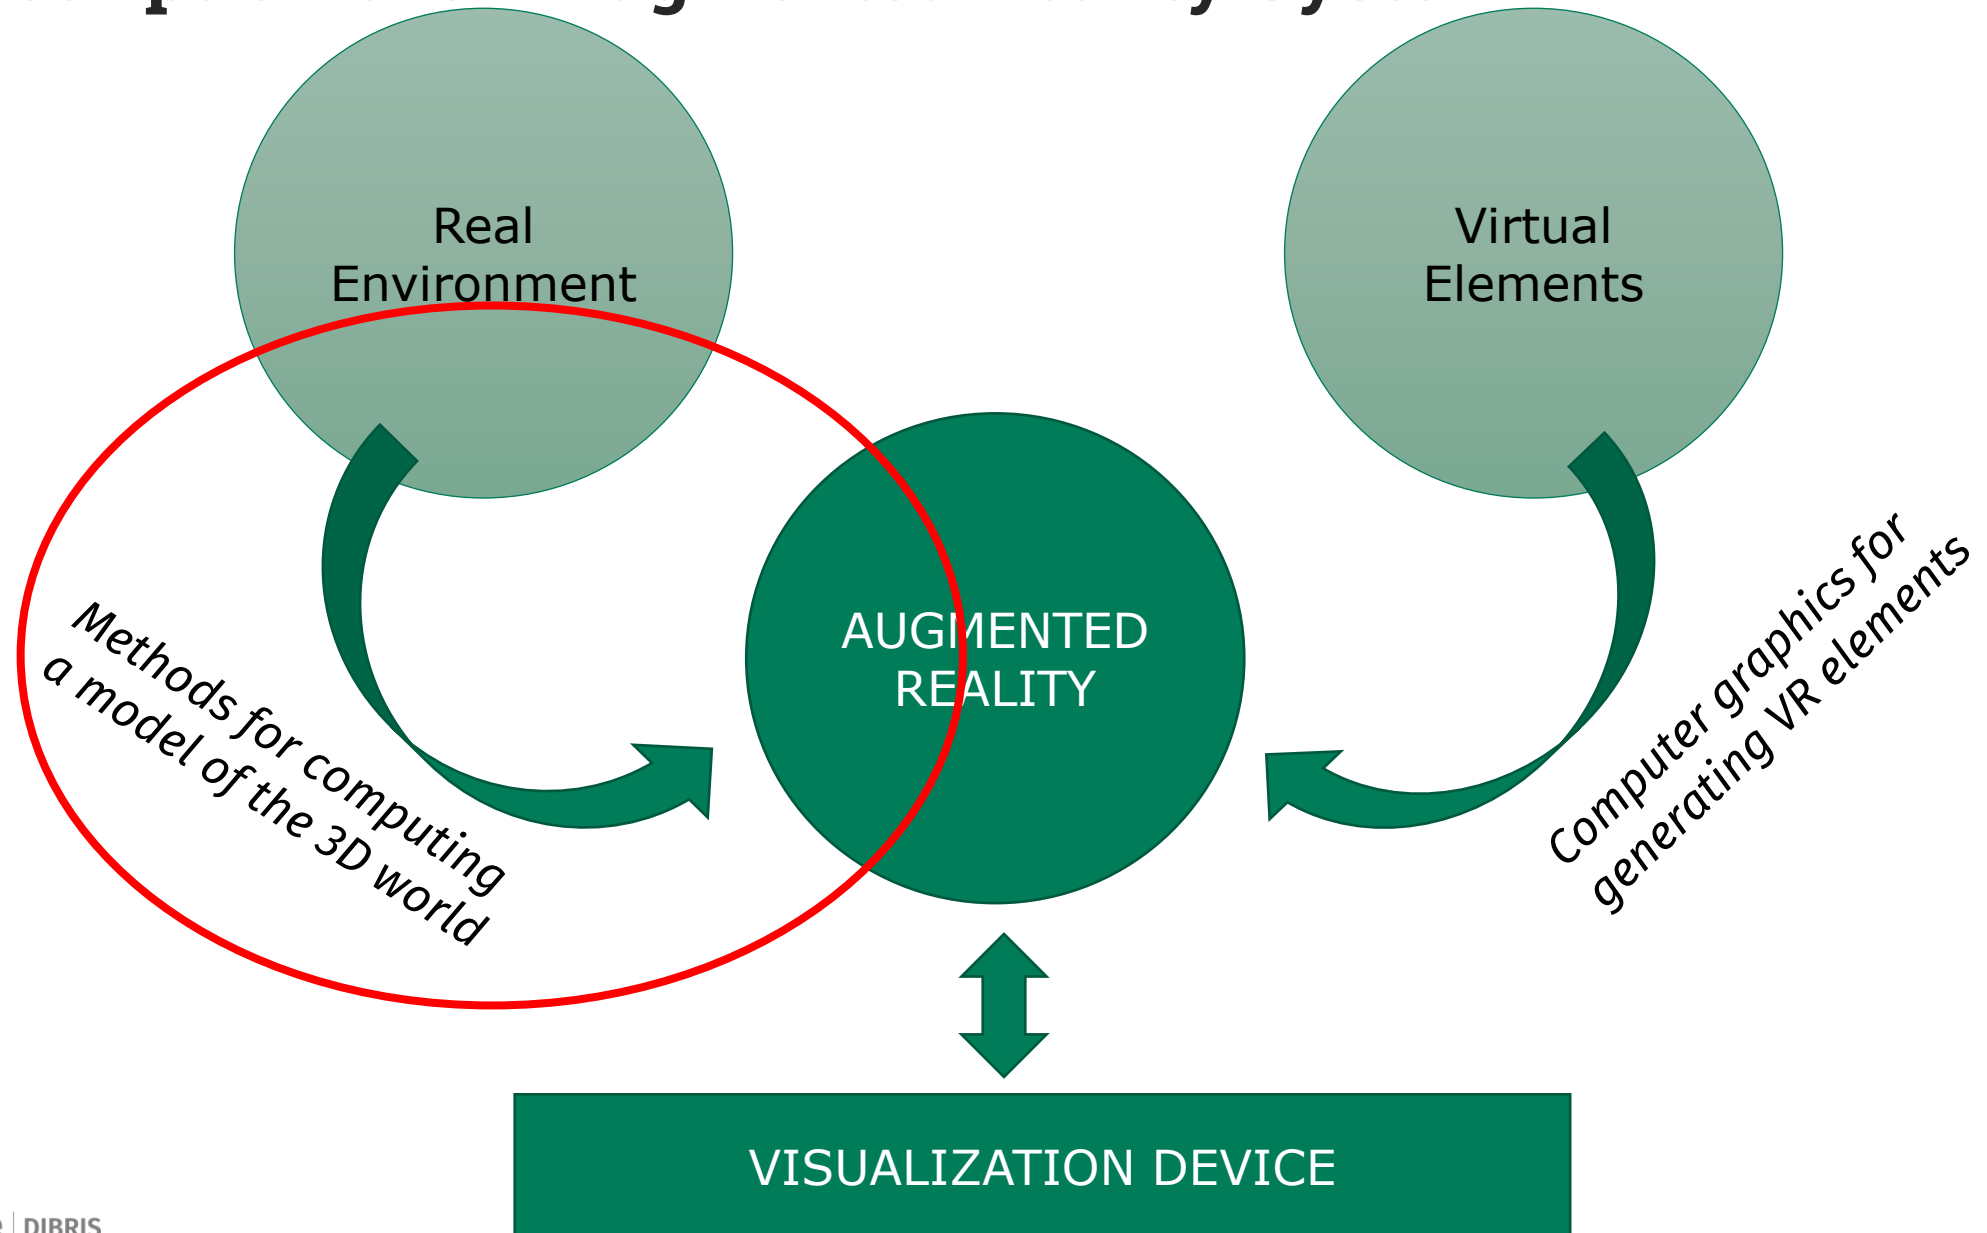 Real
Environment
Virtual
Elements
AUGMENTED
REALITY
Methods for computing
a model of the 3D world
Computer graphics for
generating VR elements
VISUALIZATION DEVICE
DIBRIS